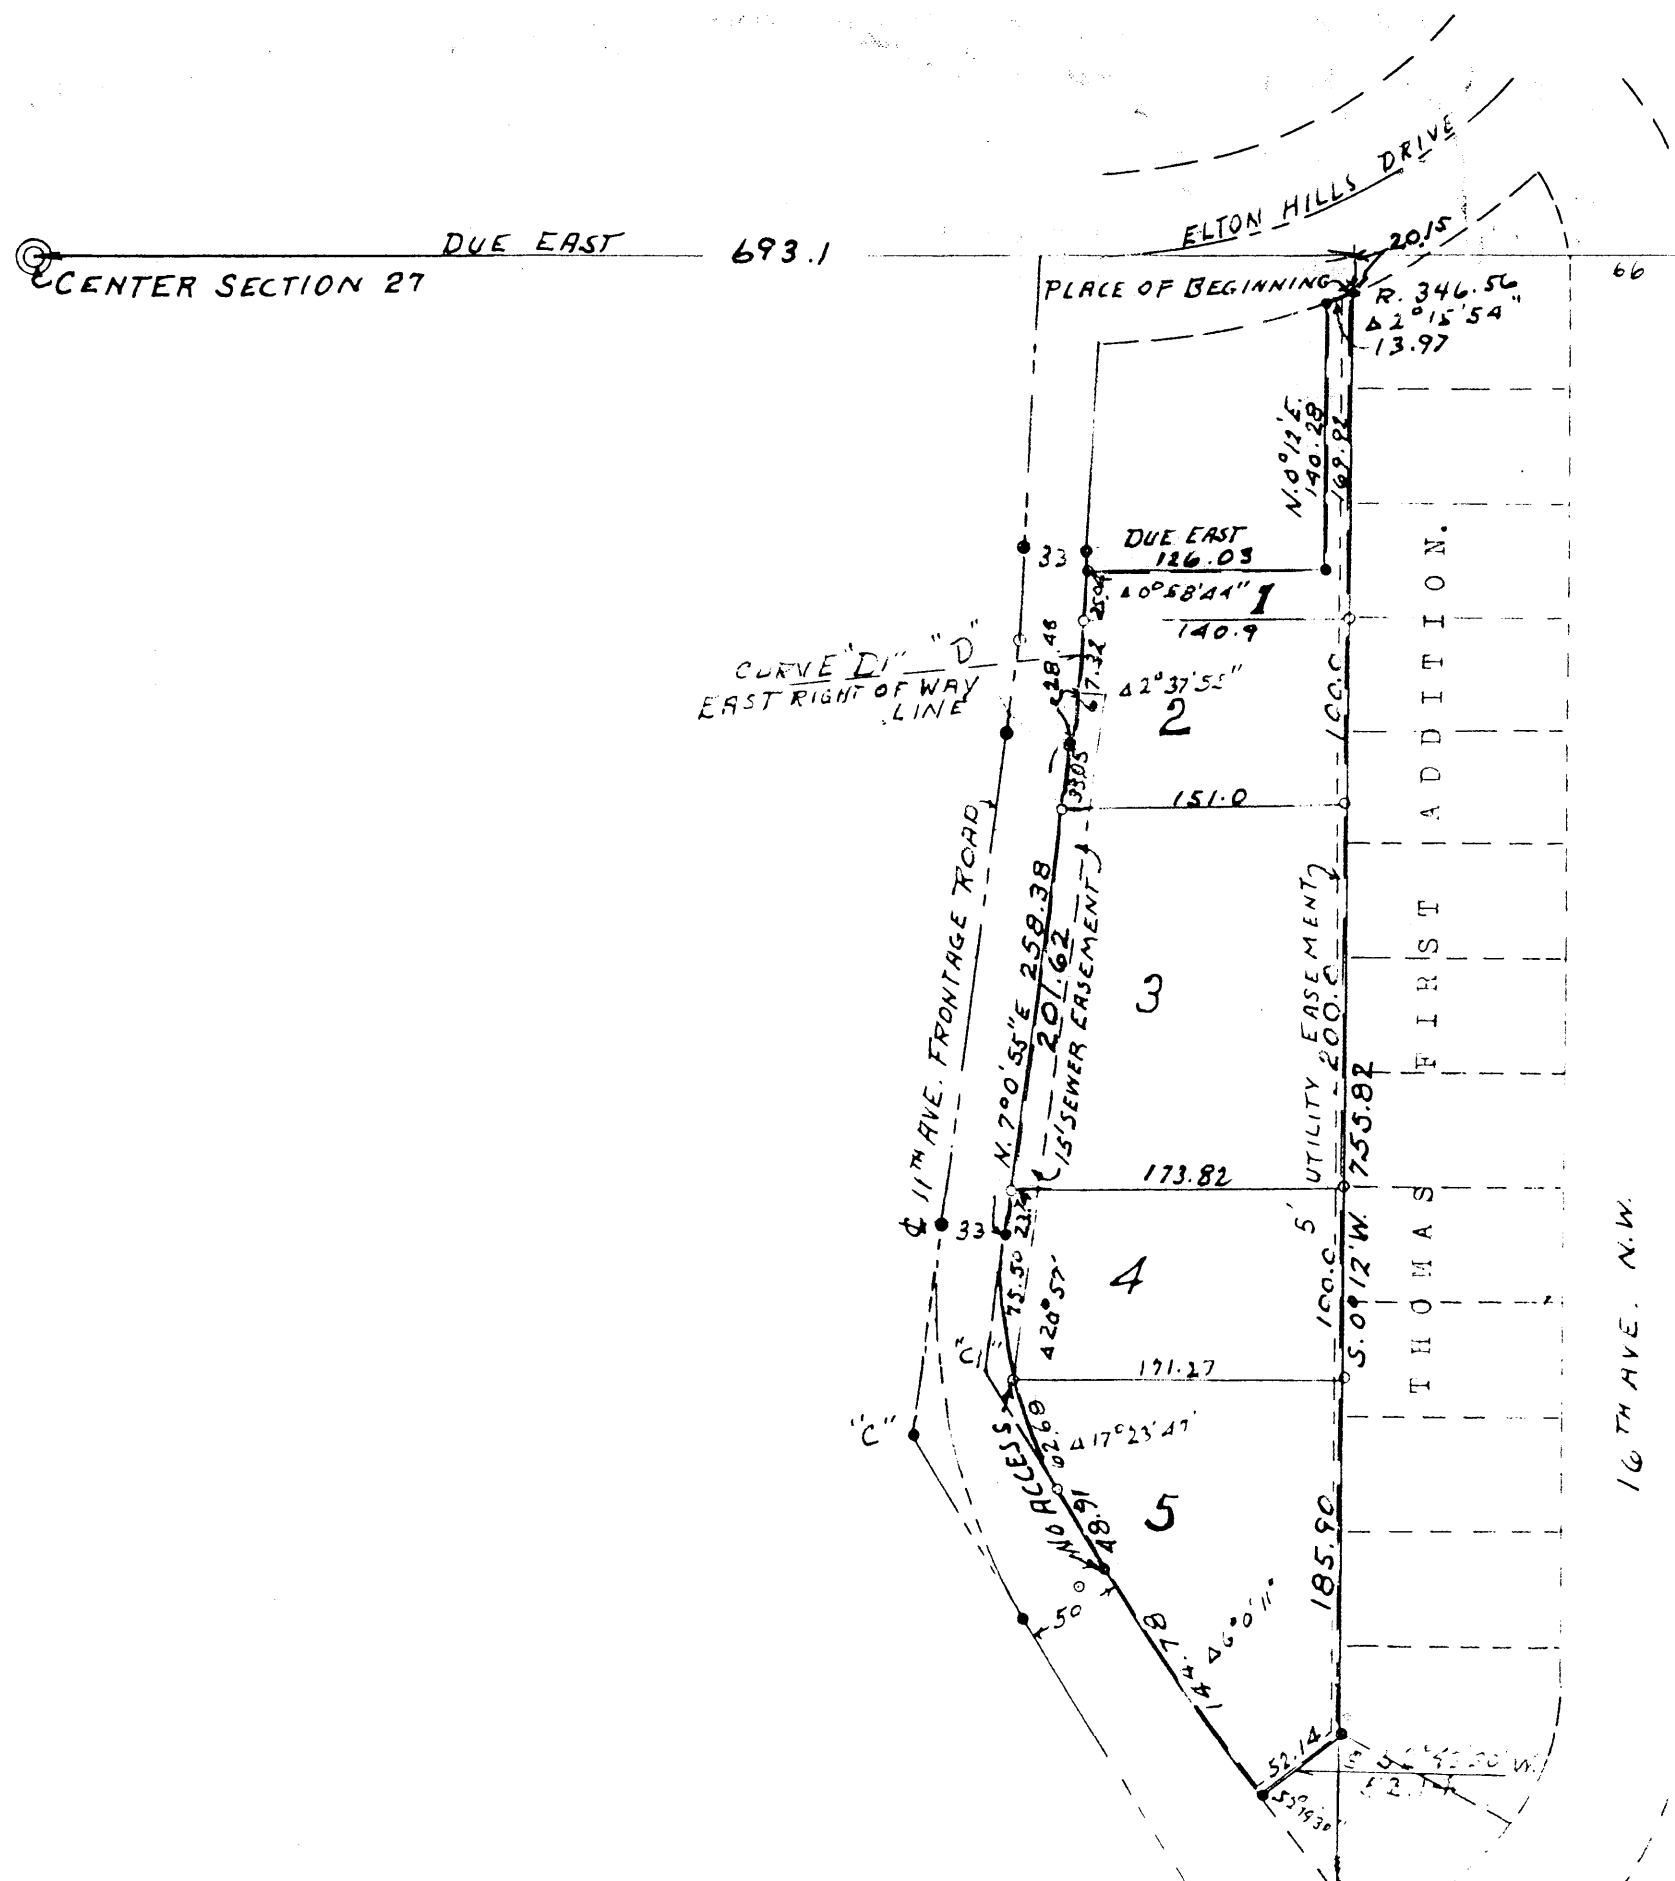 ELTON HILLS DRIVE
DUE EAST 693.1
CENTER SECTION 27
20.15
66
PLACE OF BEGINNING
R. 346.56
Δ 2°15'54"
13.97
N.0°12'E.
140.28
169.92
DUE EAST
126.03
33
Δ0°58'44"
1
25.04
140.9
CURVE "D1" "D"
EAST RIGHT OF WAY
LINE
28.48
67.32
Δ2°37'55"
2
100.0
33.05
151.0
℄ 11TH AVE. FRONTAGE ROAD
N. 7°0'55"E 258.38
201.62
15' SEWER EASEMENT
3
5' UTILITY EASEMENT
200.0
S. 0°12'W. 755.82
THOMAS FIRST ADDITION.
16TH AVE. N.W.
173.82
33
75.50
Δ20°57'
4
100.0
"C1"
171.27
"C"
NO ACCESS
62.69
Δ17°23'47"
48.91
5
185.90
50
144.78
Δ6°0'11"
52.14
52.14